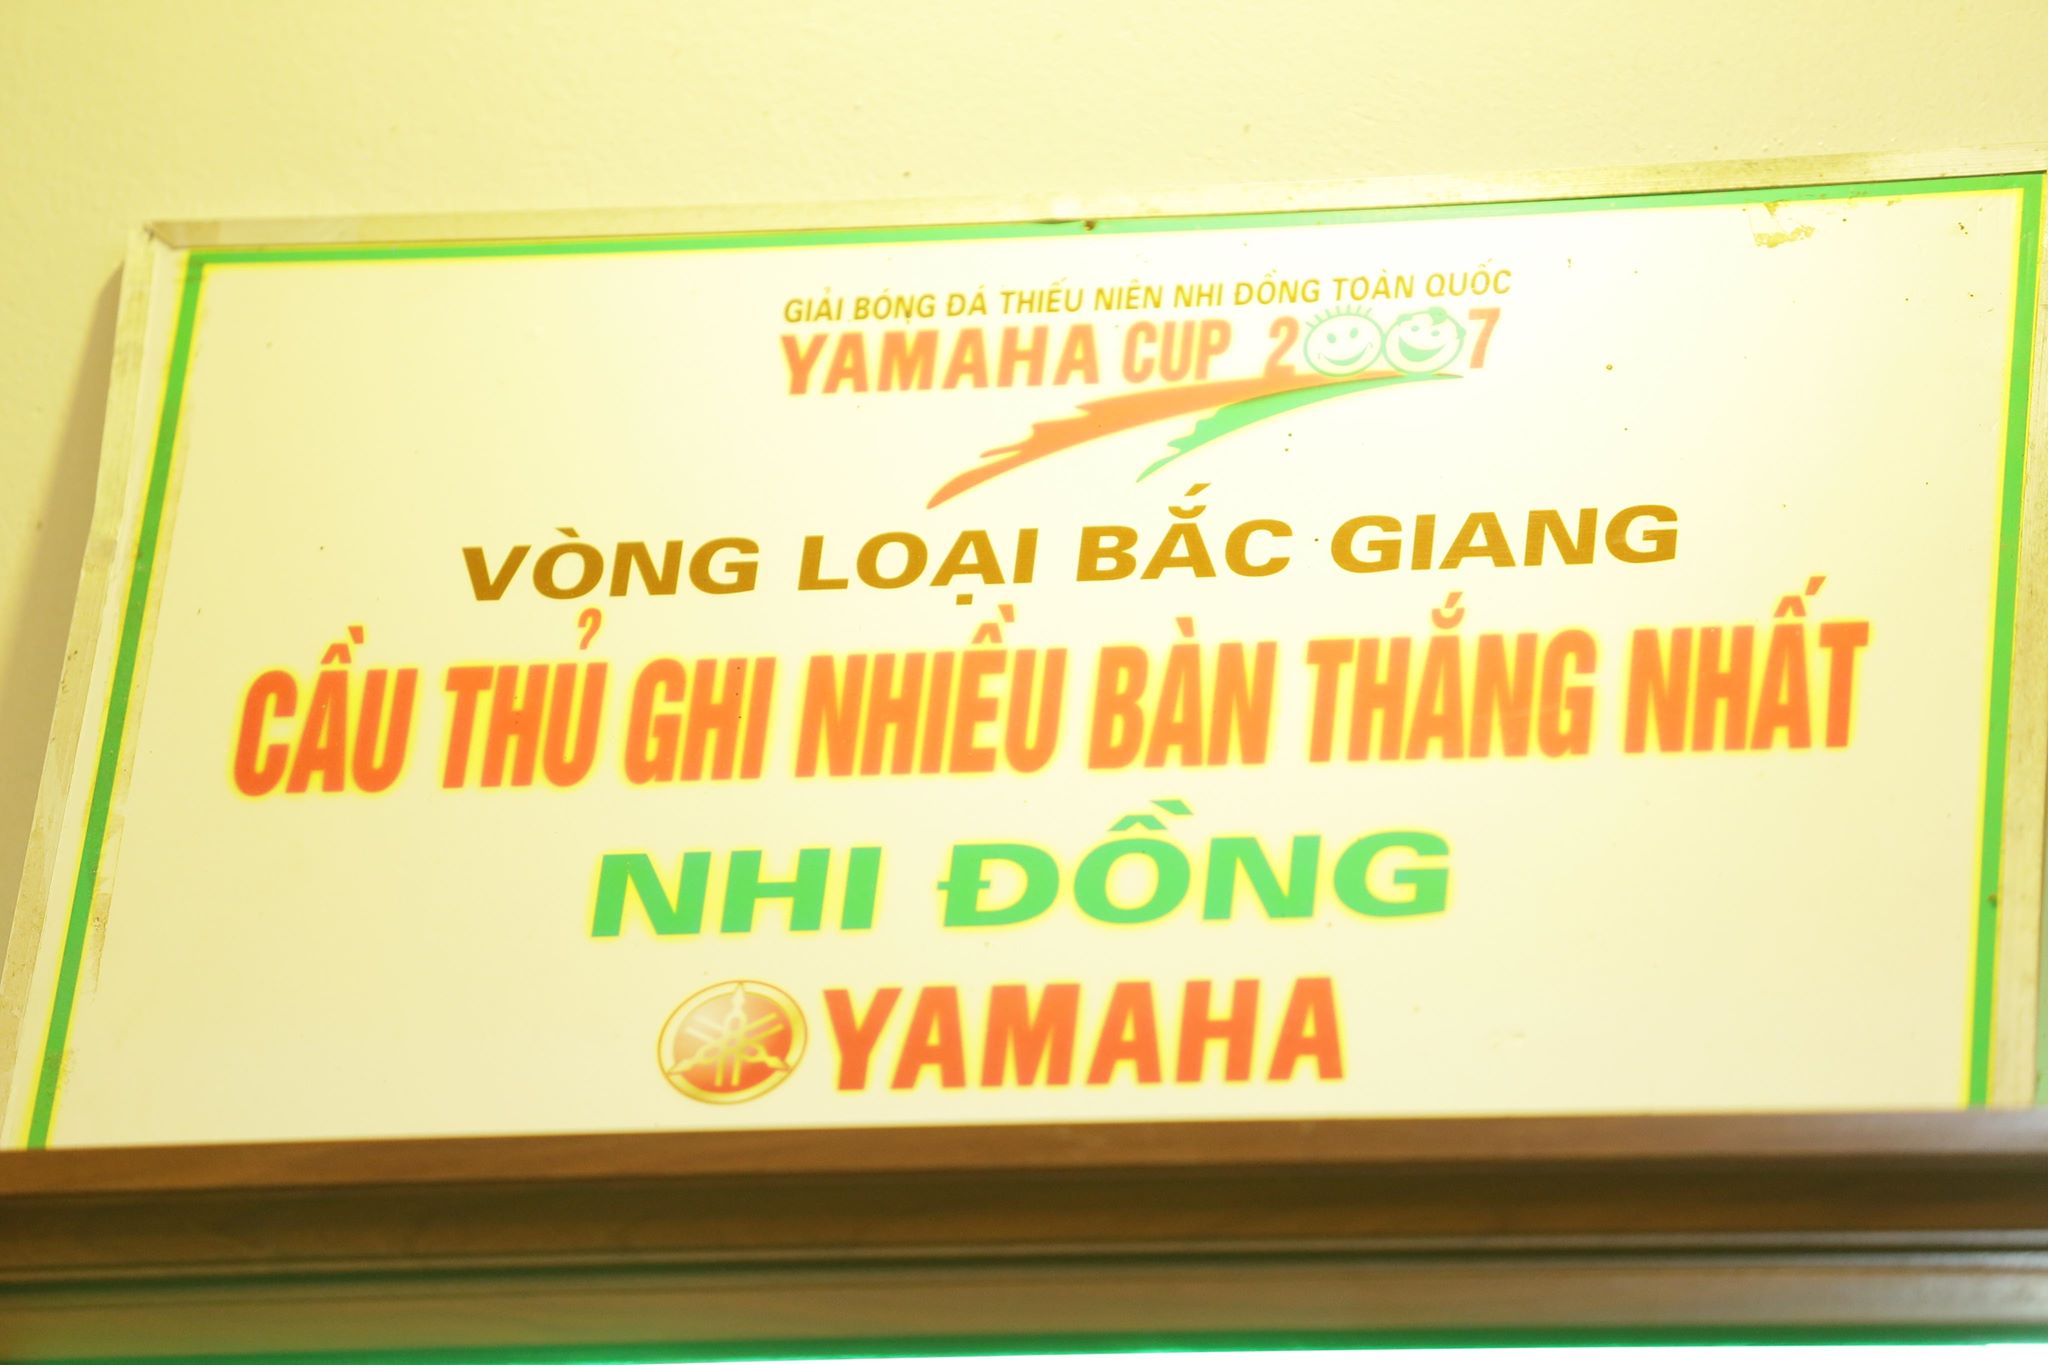 GIẢI BÓNG ĐÁ THIẾU NIÊN NHI ĐỒNG TOÀN QUỐC
YAMAHA CUP 2007
VÒNG LOẠI BẮC GIANG
CẦU THỦ GHI NHIỀU BÀN THẮNG NHẤT
NHI ĐỒNG
YAMAHA